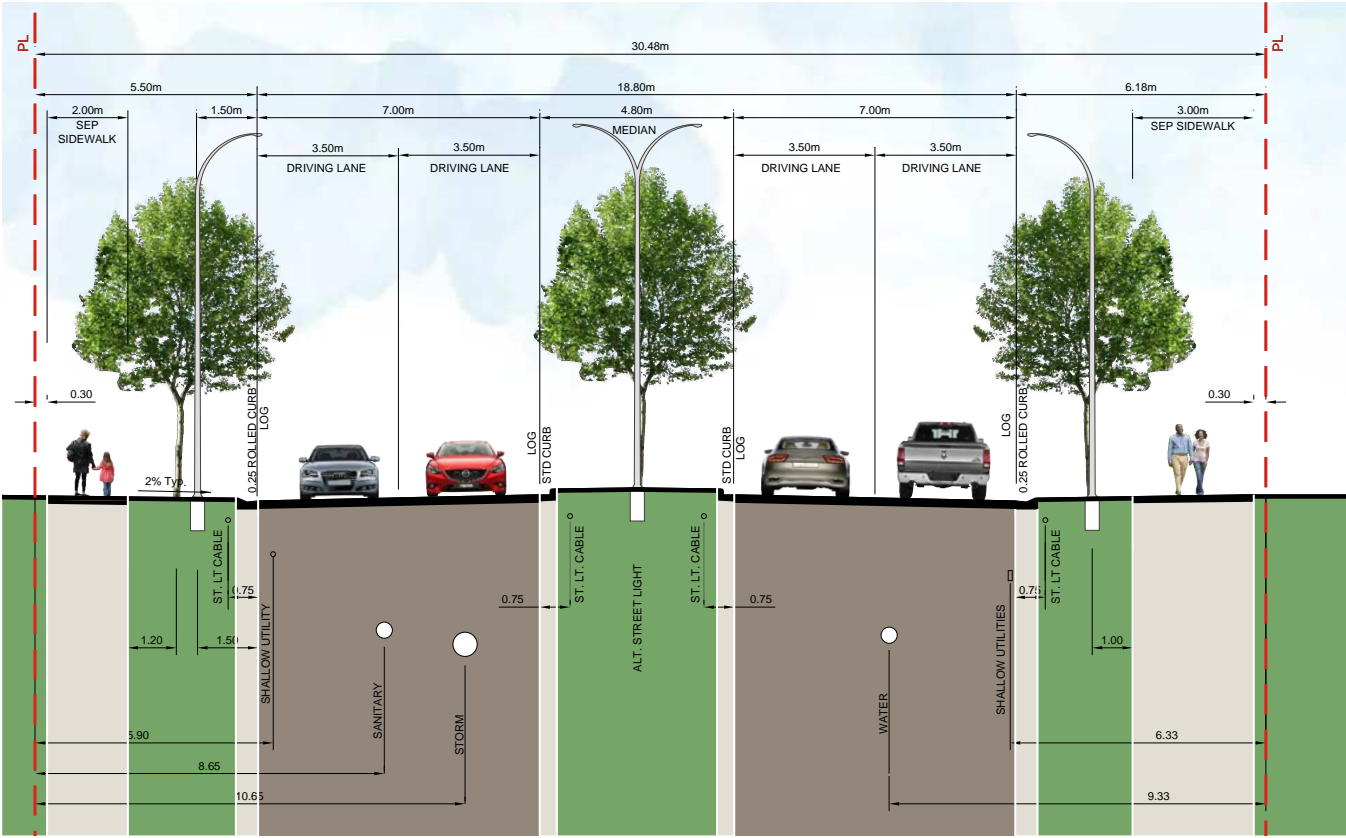 PL
PL
30.48m
5.50m
18.80m
6.18m
2.00m
SEP
SIDEWALK
1.50m
7.00m
4.80m
MEDIAN
7.00m
3.00m
SEP SIDEWALK
3.50m
DRIVING LANE
3.50m
DRIVING LANE
3.50m
DRIVING LANE
3.50m
DRIVING LANE
0.30
0.30
0.25 ROLLED CURB
LOG
LOG
STD CURB
STD CURB
LOG
LOG
0.25 ROLLED CURB
2% Typ.
ST. LT CABLE
0.75
SHALLOW UTILITY
1.20
1.50
SANITARY
STORM
0.75
ST. LT. CABLE
ALT. STREET LIGHT
ST. LT. CABLE
0.75
WATER
SHALLOW UTILITIES
0.75
ST. LT CABLE
1.00
5.90
6.33
8.65
10.65
9.33